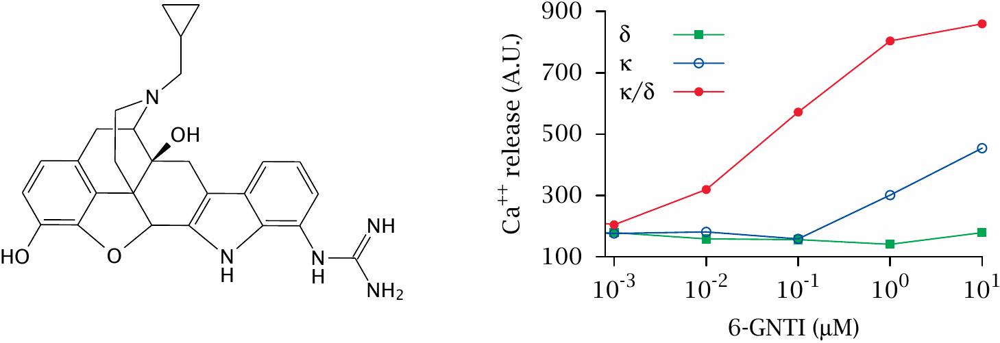 N
OH
HO
O
N
H
N
H
NH
NH₂
Ca⁺⁺ release (A.U.)
900
700
500
300
100
δ
κ
κ/δ
10⁻³
10⁻²
10⁻¹
10⁰
10¹
6-GNTI (μM)